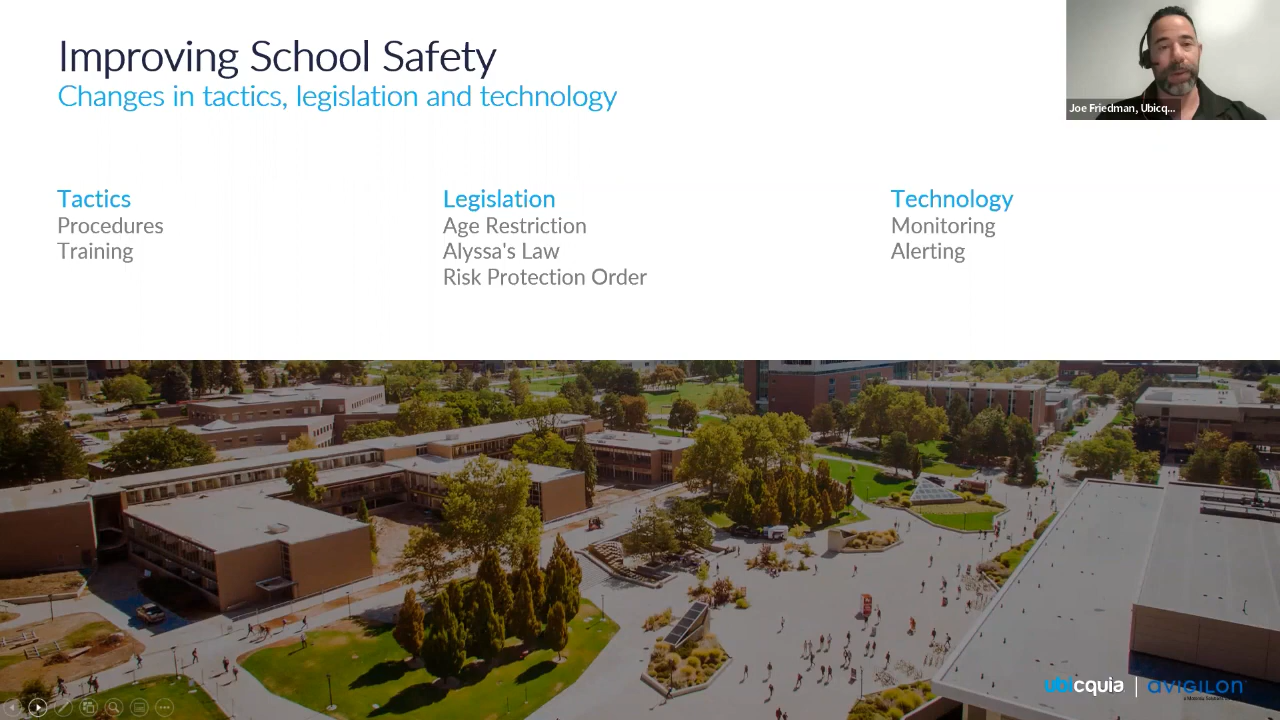 Improving School Safety
Changes in tactics, legislation and technology
Joe Friedman, Ubicq...
Tactics
Procedures
Training
Legislation
Age Restriction
Alyssa's Law
Risk Protection Order
Technology
Monitoring
Alerting
ubicquia | AVIGILON